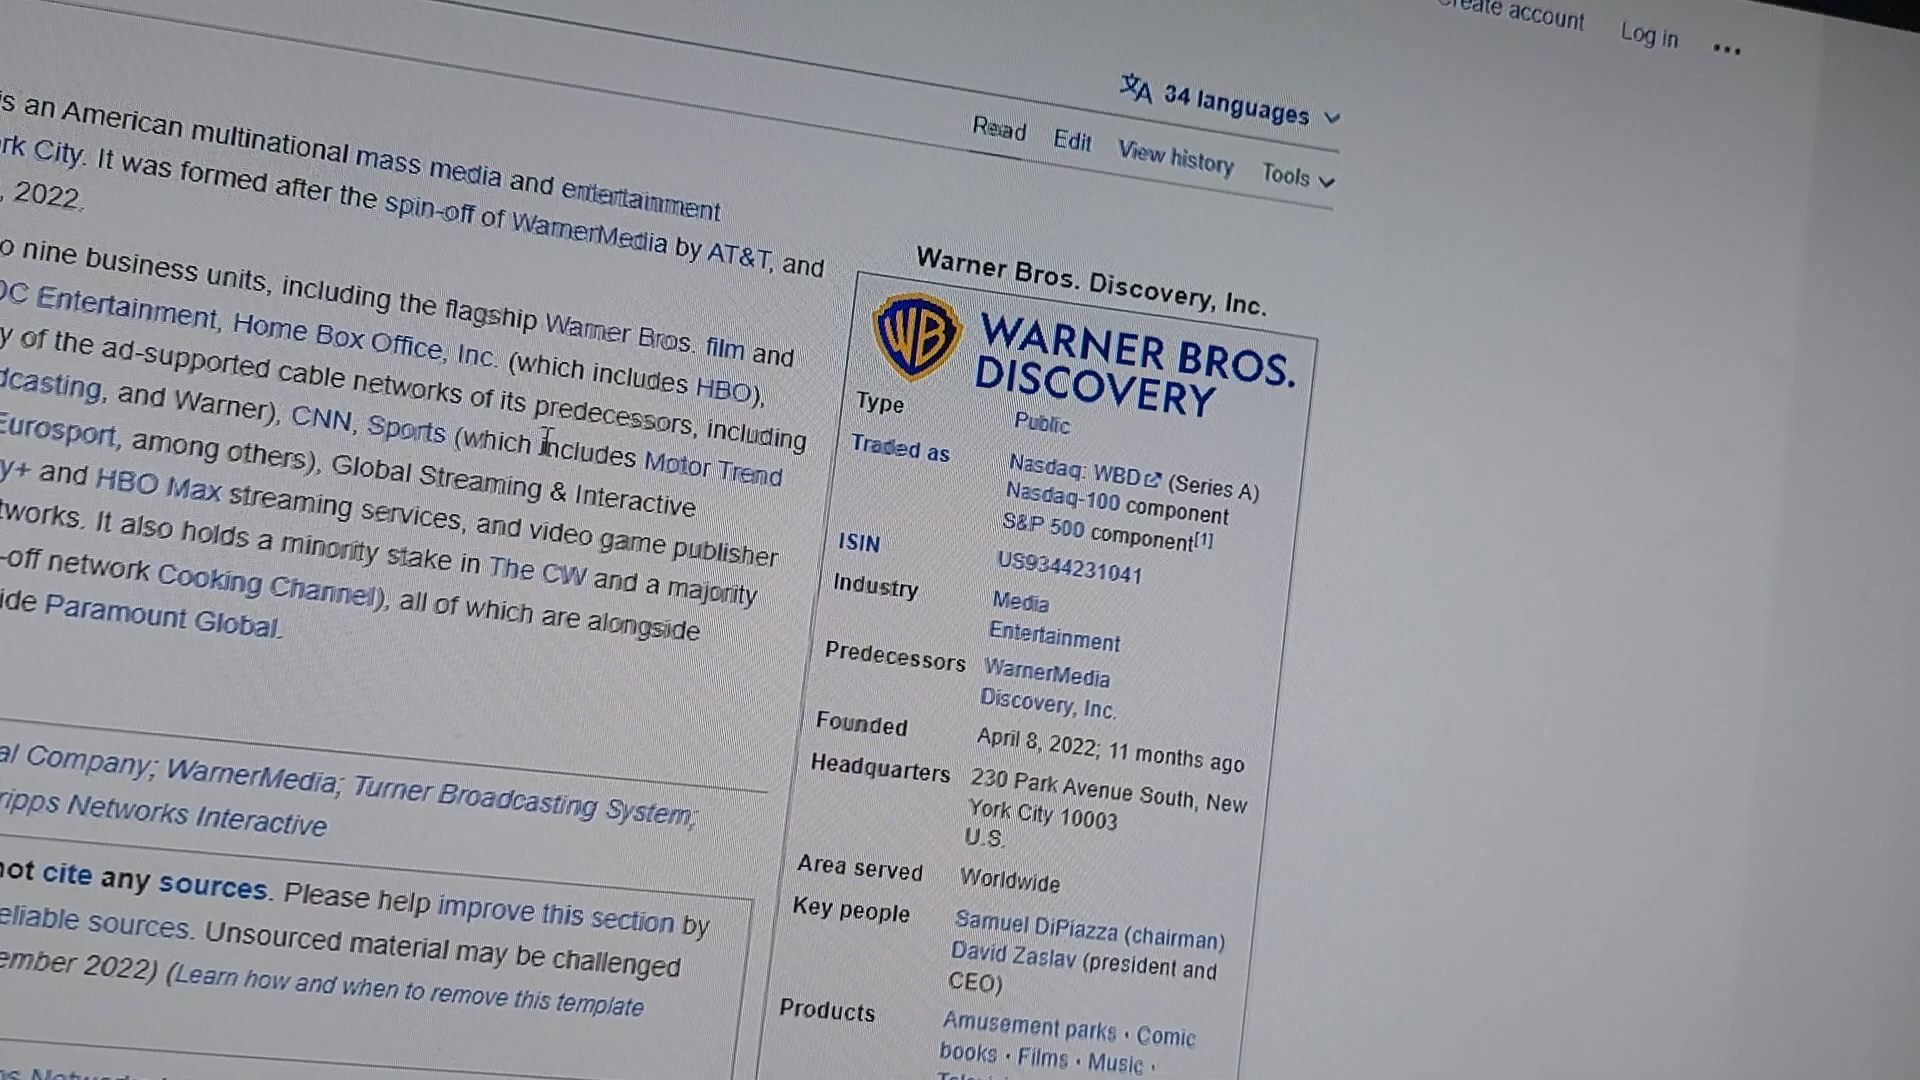 Create account Log in
34 languages
Read Edit View history Tools
is an American multinational mass media and entertainment
rk City. It was formed after the spin-off of WarnerMedia by AT&T, and
, 2022.
o nine business units, including the flagship Warner Bros. film and
DC Entertainment, Home Box Office, Inc. (which includes HBO),
y of the ad-supported cable networks of its predecessors, including
dcasting, and Warner), CNN, Sports (which includes Motor Trend
Eurosport, among others), Global Streaming & Interactive
y+ and HBO Max streaming services, and video game publisher
tworks. It also holds a minority stake in The CW and a majority
-off network Cooking Channel), all of which are alongside
ide Paramount Global.
al Company; WarnerMedia; Turner Broadcasting System;
ripps Networks Interactive
not cite any sources. Please help improve this section by
eliable sources. Unsourced material may be challenged
ember 2022) (Learn how and when to remove this template
Warner Bros. Discovery, Inc.
WB WARNER BROS.
DISCOVERY
Type Public
Traded as Nasdaq: WBD (Series A)
Nasdaq-100 component
S&P 500 component[1]
ISIN US9344231041
Industry Media
Entertainment
Predecessors WarnerMedia
Discovery, Inc.
Founded April 8, 2022; 11 months ago
Headquarters 230 Park Avenue South, New
York City 10003
U.S.
Area served Worldwide
Key people Samuel DiPiazza (chairman)
David Zaslav (president and
CEO)
Products Amusement parks · Comic
books · Films · Music ·